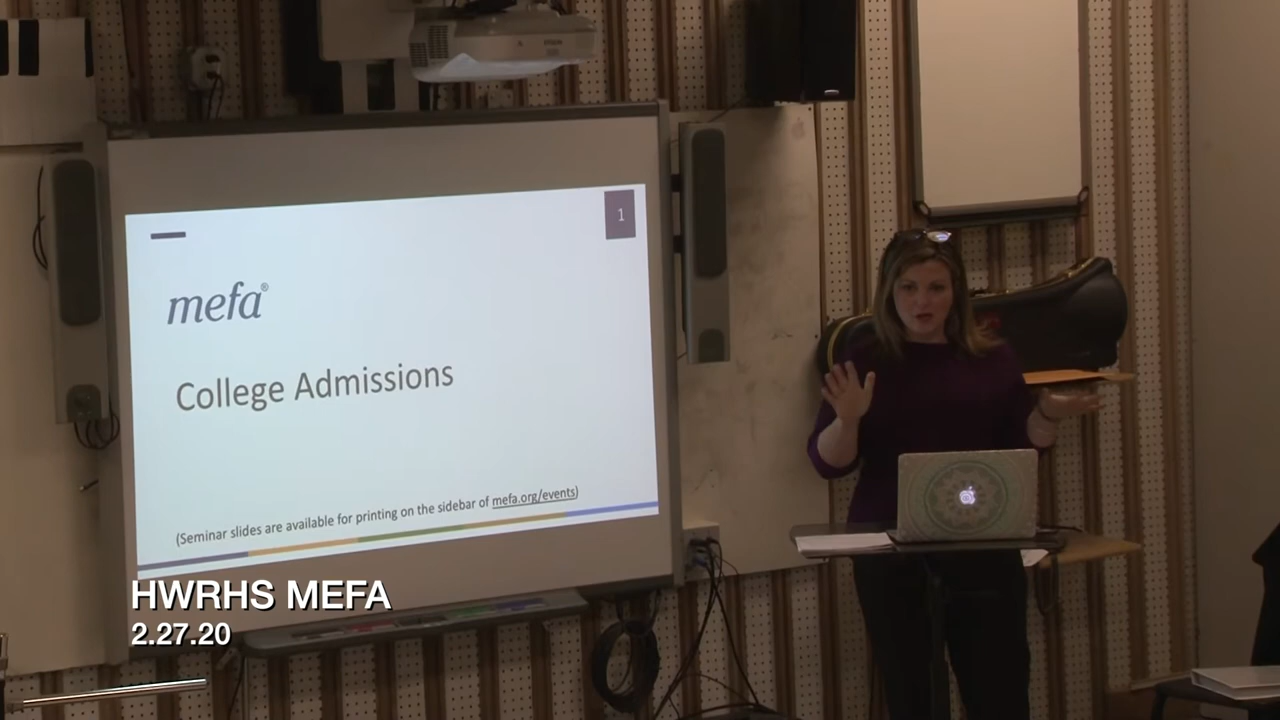 1
mefa®
College Admissions
(Seminar slides are available for printing on the sidebar of mefa.org/events)
HWRHS MEFA
2.27.20